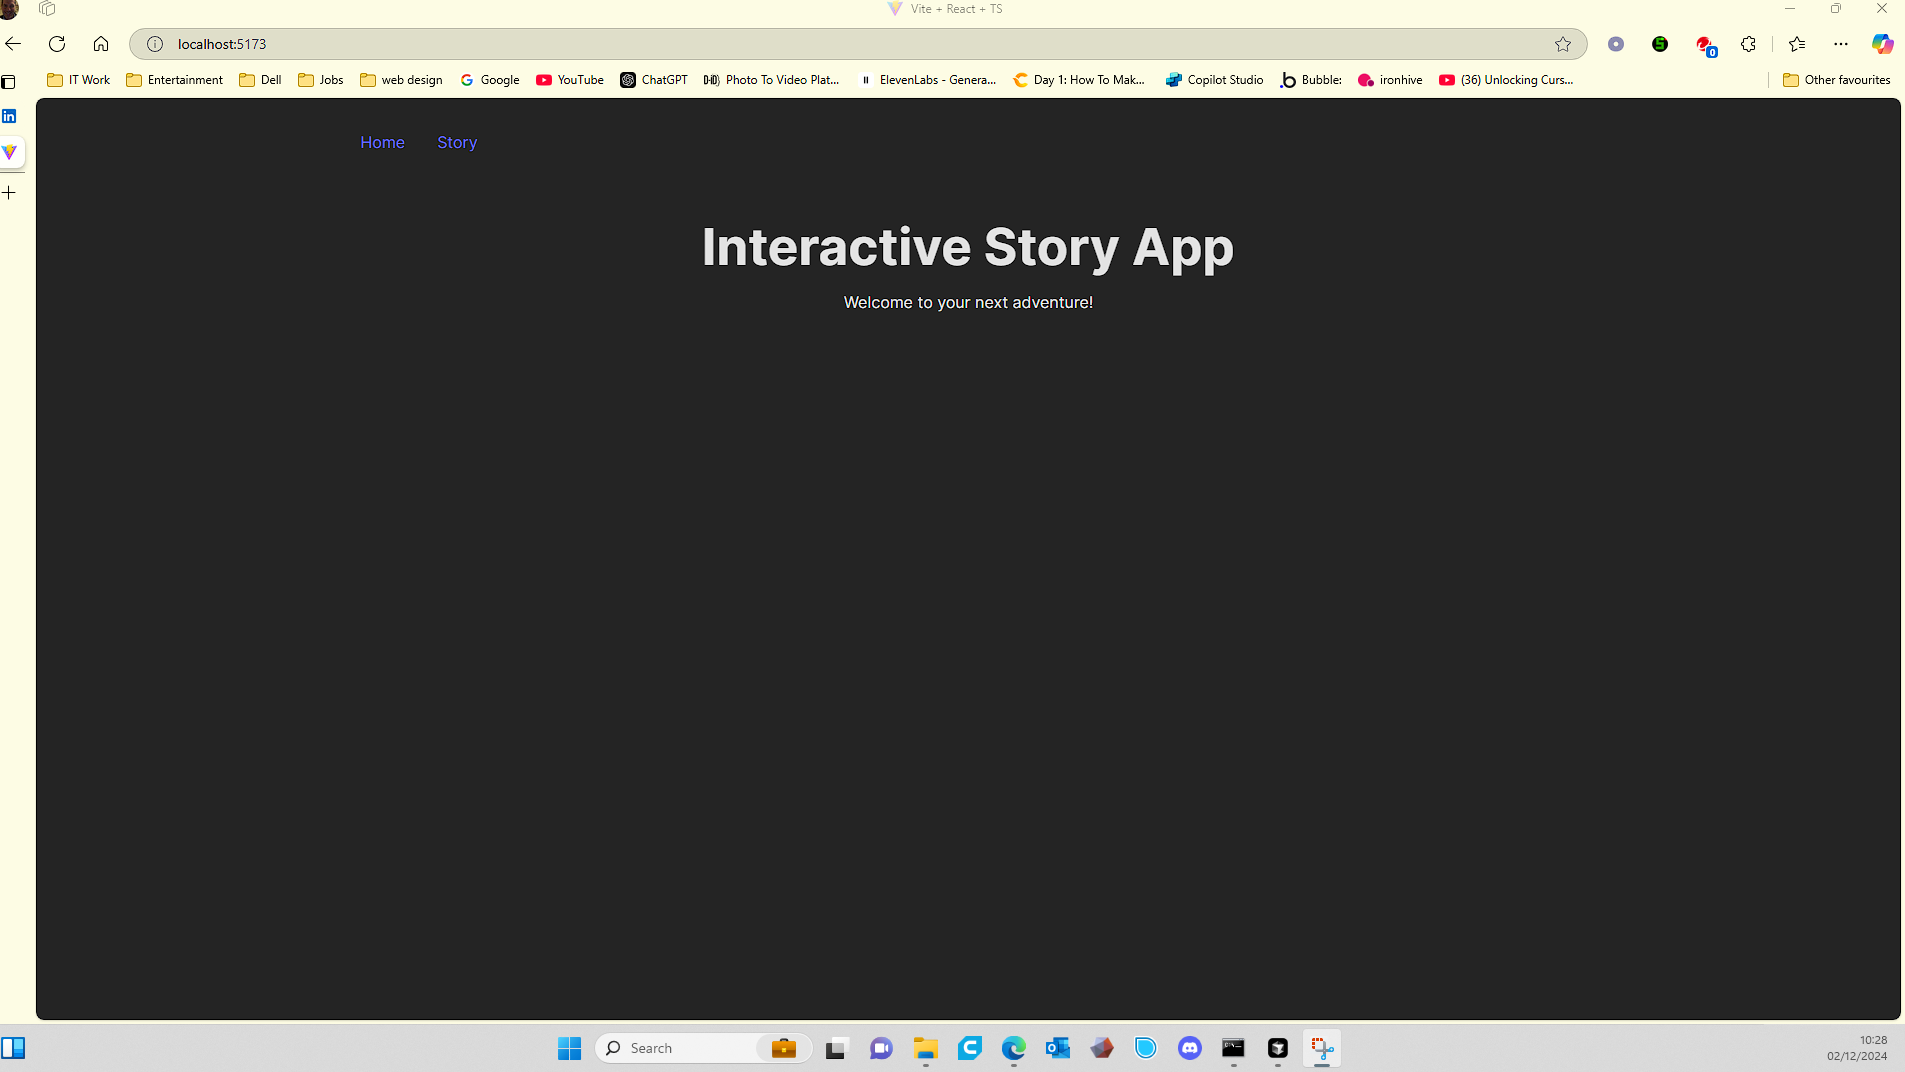 Vite + React + TS
localhost:5173
0
IT Work Entertainment Dell Jobs web design Google YouTube ChatGPT Photo To Video Plat... ElevenLabs - Genera... Day 1: How To Mak... Copilot Studio Bubble: ironhive (36) Unlocking Curs... Other favourites
Home Story
Interactive Story App
Welcome to your next adventure!
Search
10:28
02/12/2024